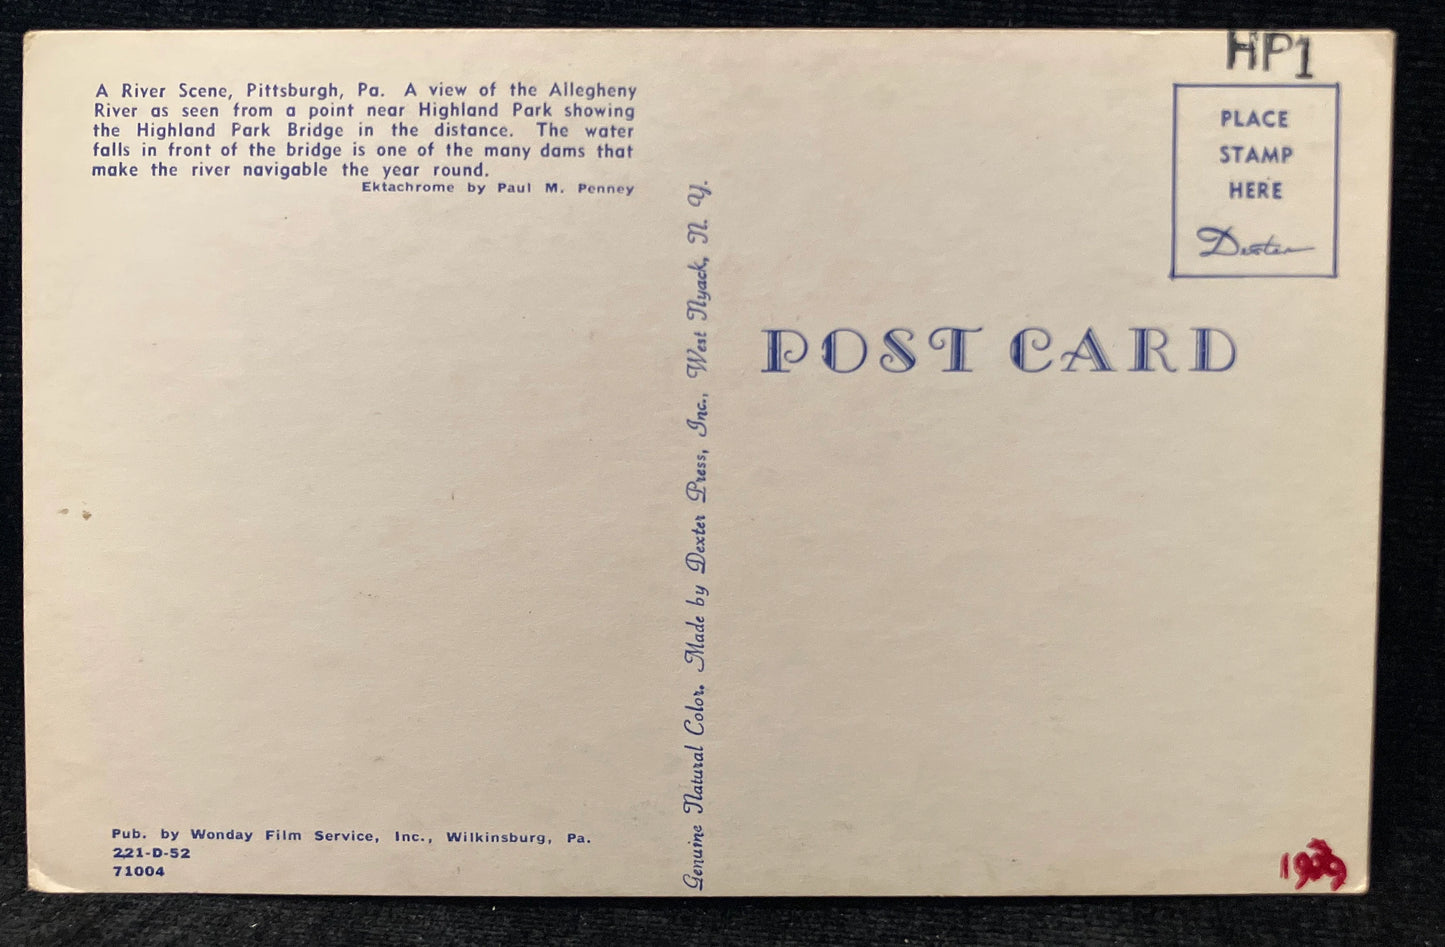 HP1
A River Scene, Pittsburgh, Pa. A view of the Allegheny
River as seen from a point near Highland Park showing
the Highland Park Bridge in the distance. The water
falls in front of the bridge is one of the many dams that
make the river navigable the year round.
Ektachrome by Paul M. Penney
Pub. by Wonday Film Service, Inc., Wilkinsburg, Pa.
221-D-52
71004
Genuine Natural Color. Made by Dexter Press, Inc., West Nyack, N. Y.
PLACE
STAMP
HERE
Dexter
POST CARD